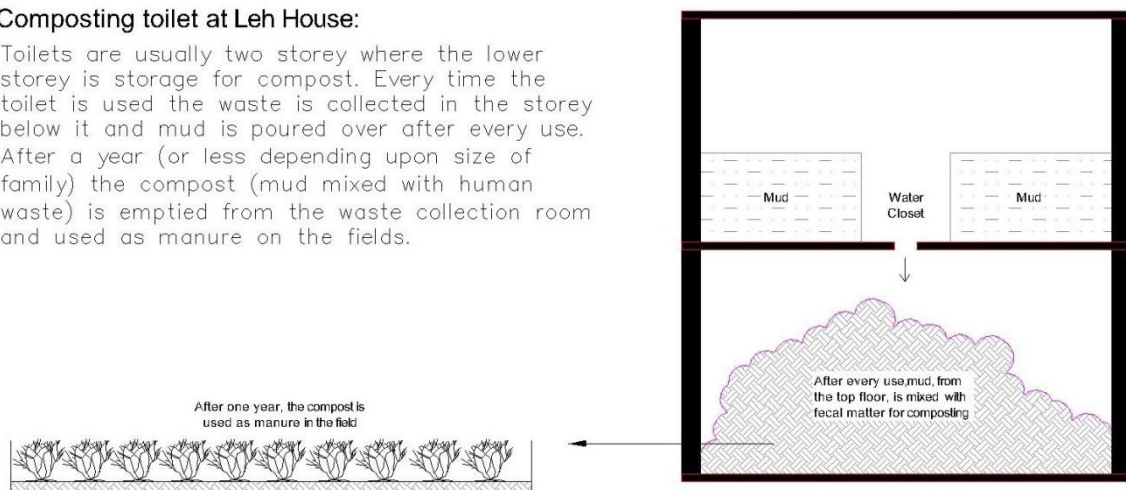 Composting toilet at Leh House:
Toilets are usually two storey where the lower
storey is storage for compost. Every time the
toilet is used the waste is collected in the storey
below it and mud is poured over after every use.
After a year (or less depending upon size of
family) the compost (mud mixed with human
waste) is emptied from the waste collection room
and used as manure on the fields.
Mud
Water
Closet
Mud
After every use,mud, from
the top floor, is mixed with
fecal matter for composting
After one year, the compost is
used as manure in the field